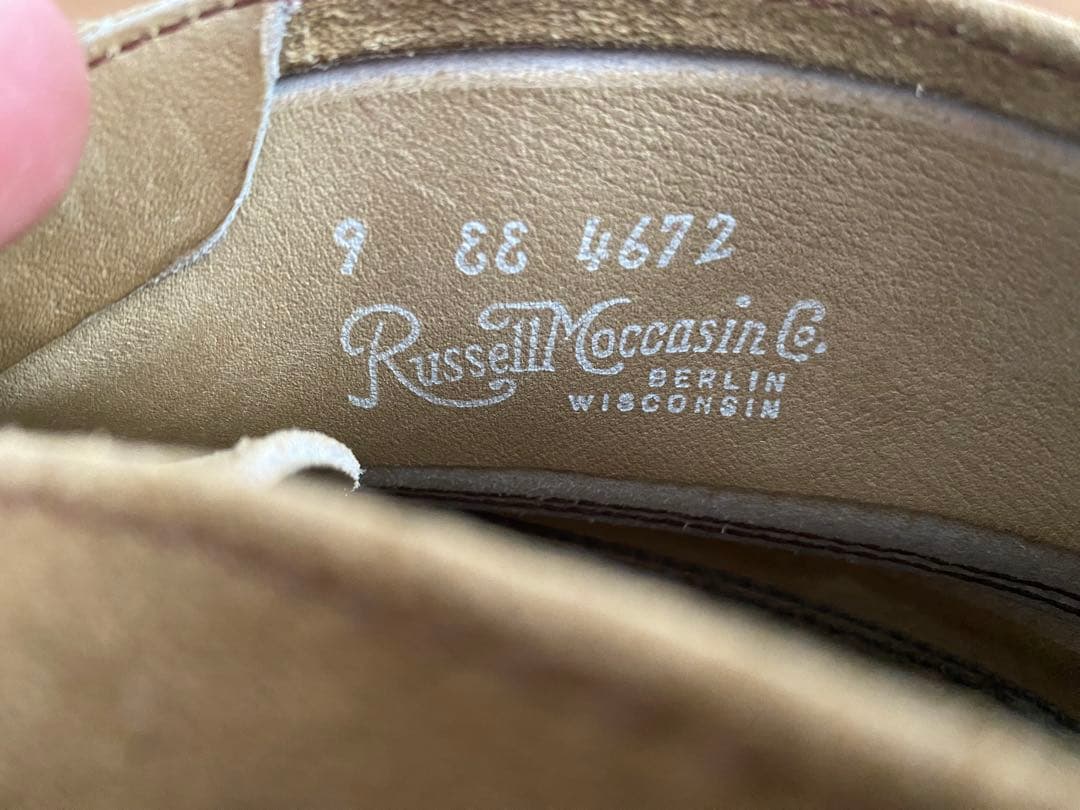 9 EE 4672
Russell Moccasin Co.
BERLIN
WISCONSIN